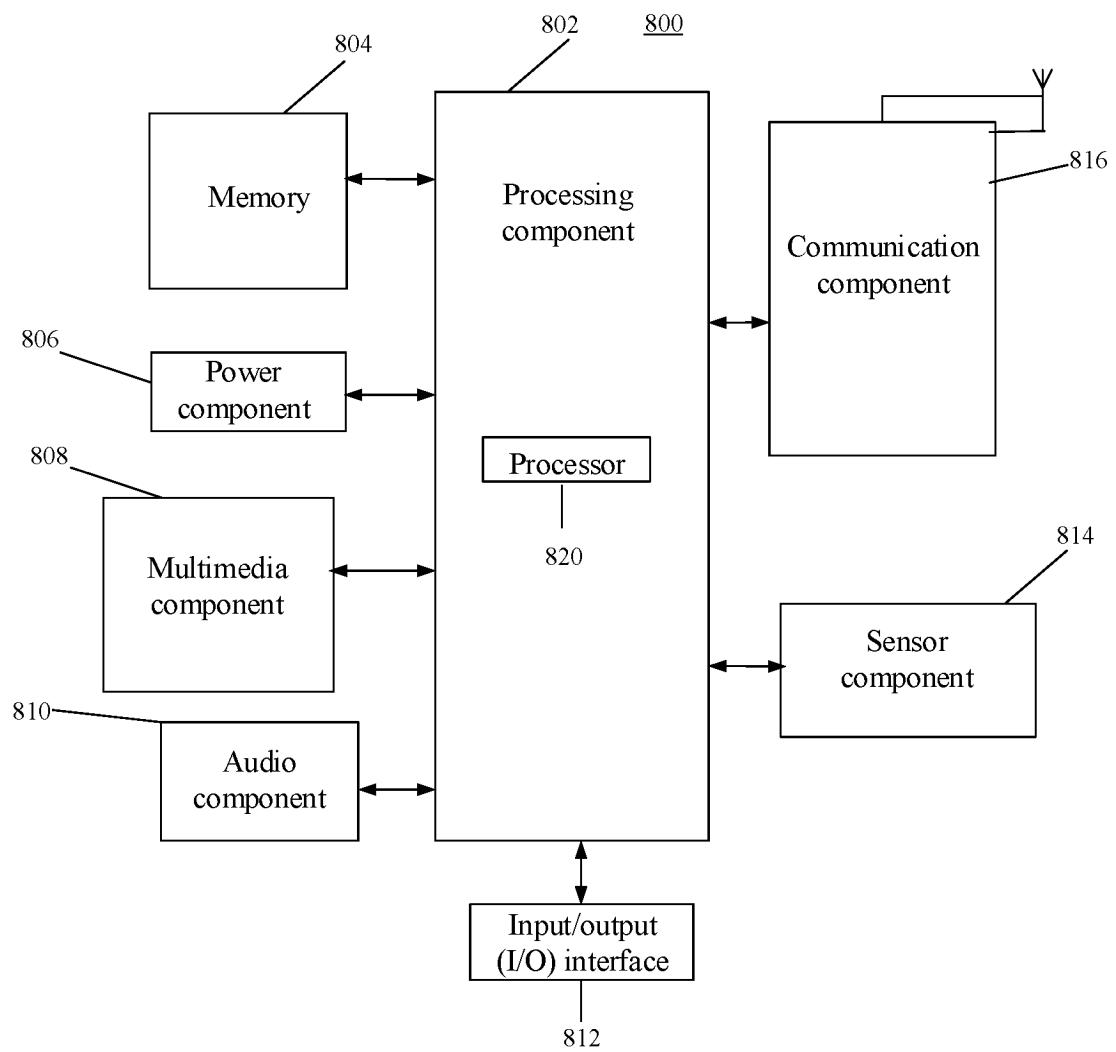 802
800
804
Memory
Processing
component
816
Communication
component
806
Power
component
808
Processor
820
Multimedia
component
814
Sensor
component
810
Audio
component
Input/output
(I/O) interface
812